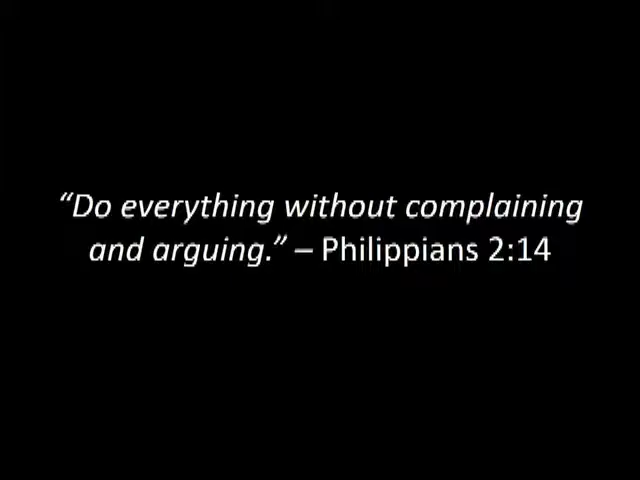 “Do everything without complaining
and arguing.” – Philippians 2:14